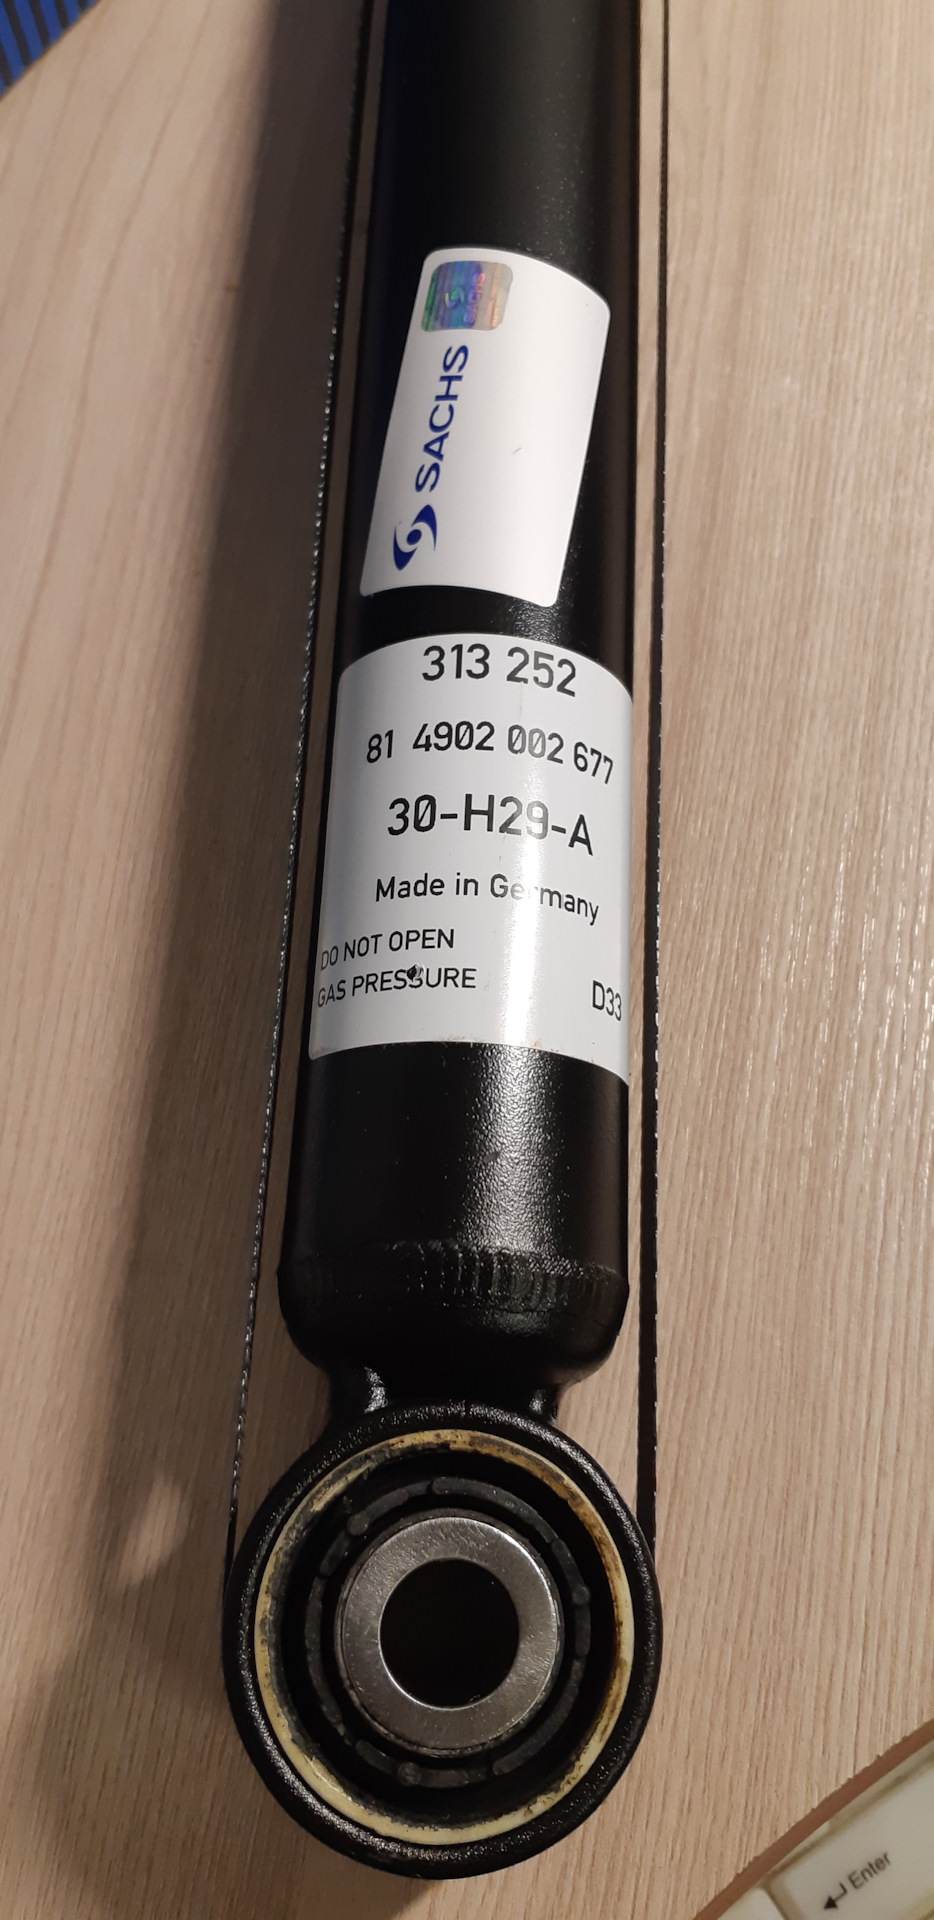 SACHS
SACHS
313 252
81 4902 002 677
30-H29-A
Made in Germany
DO NOT OPEN
GAS PRESSURE
D33
Enter